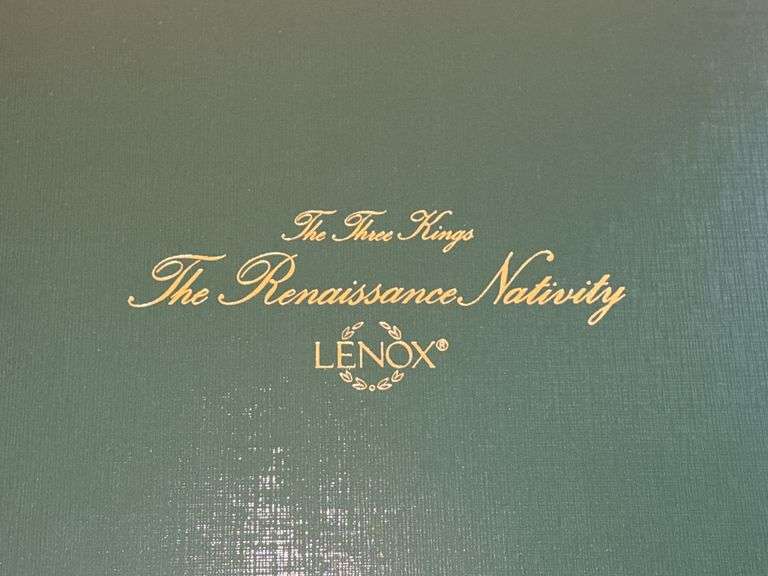 The Three Kings
The Renaissance Nativity
LENOX®